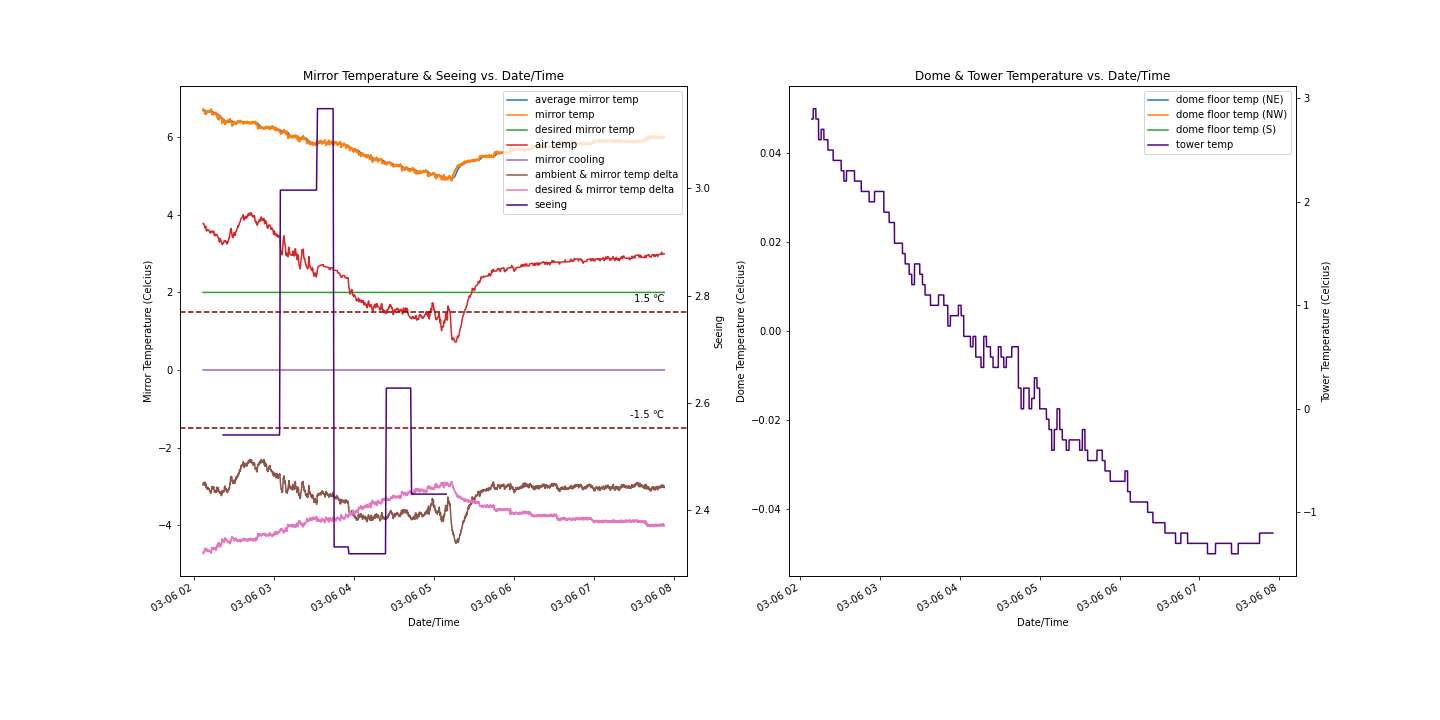 Mirror Temperature & Seeing vs. Date/Time
Mirror Temperature (Celcius)
6
4
2
0
−2
−4
average mirror temp
mirror temp
desired mirror temp
air temp
mirror cooling
ambient & mirror temp delta
desired & mirror temp delta
seeing
1.5 °C
-1.5 °C
3.0
2.8
2.6
2.4
Seeing
03-06 02
03-06 03
03-06 04
03-06 05
03-06 06
03-06 07
03-06 08
Date/Time
Dome & Tower Temperature vs. Date/Time
Dome Temperature (Celcius)
0.04
0.02
0.00
−0.02
−0.04
dome floor temp (NE)
dome floor temp (NW)
dome floor temp (S)
tower temp
3
2
1
0
−1
Tower Temperature (Celcius)
03-06 02
03-06 03
03-06 04
03-06 05
03-06 06
03-06 07
03-06 08
Date/Time